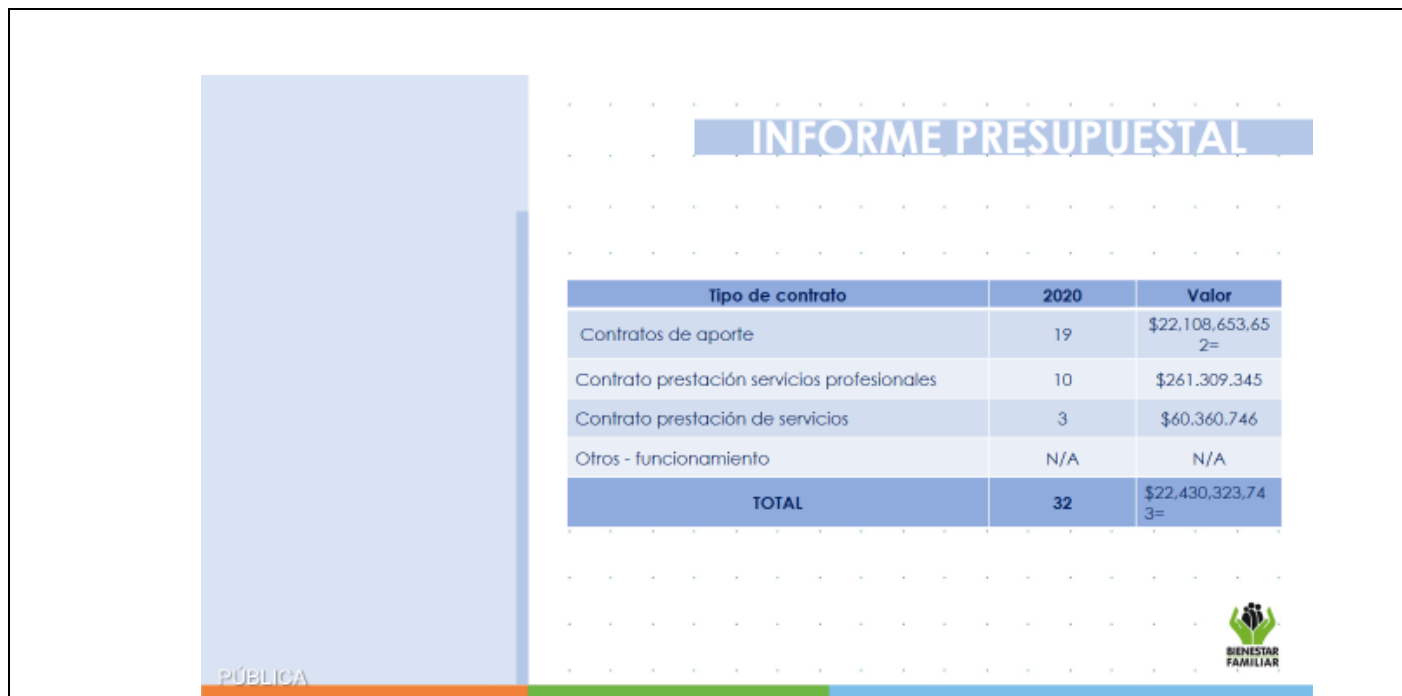 INFORME PRESUPUESTAL
Tipo de contrato 2020 Valor
Contratos de aporte 19 $22,108,653,65
2=
Contrato prestación servicios profesionales 10 $261.309.345
Contrato prestación de servicios 3 $60.360.746
Otros - funcionamiento N/A N/A
TOTAL 32 $22,430,323,74
3=
BIENESTAR
FAMILIAR
PÚBLICA